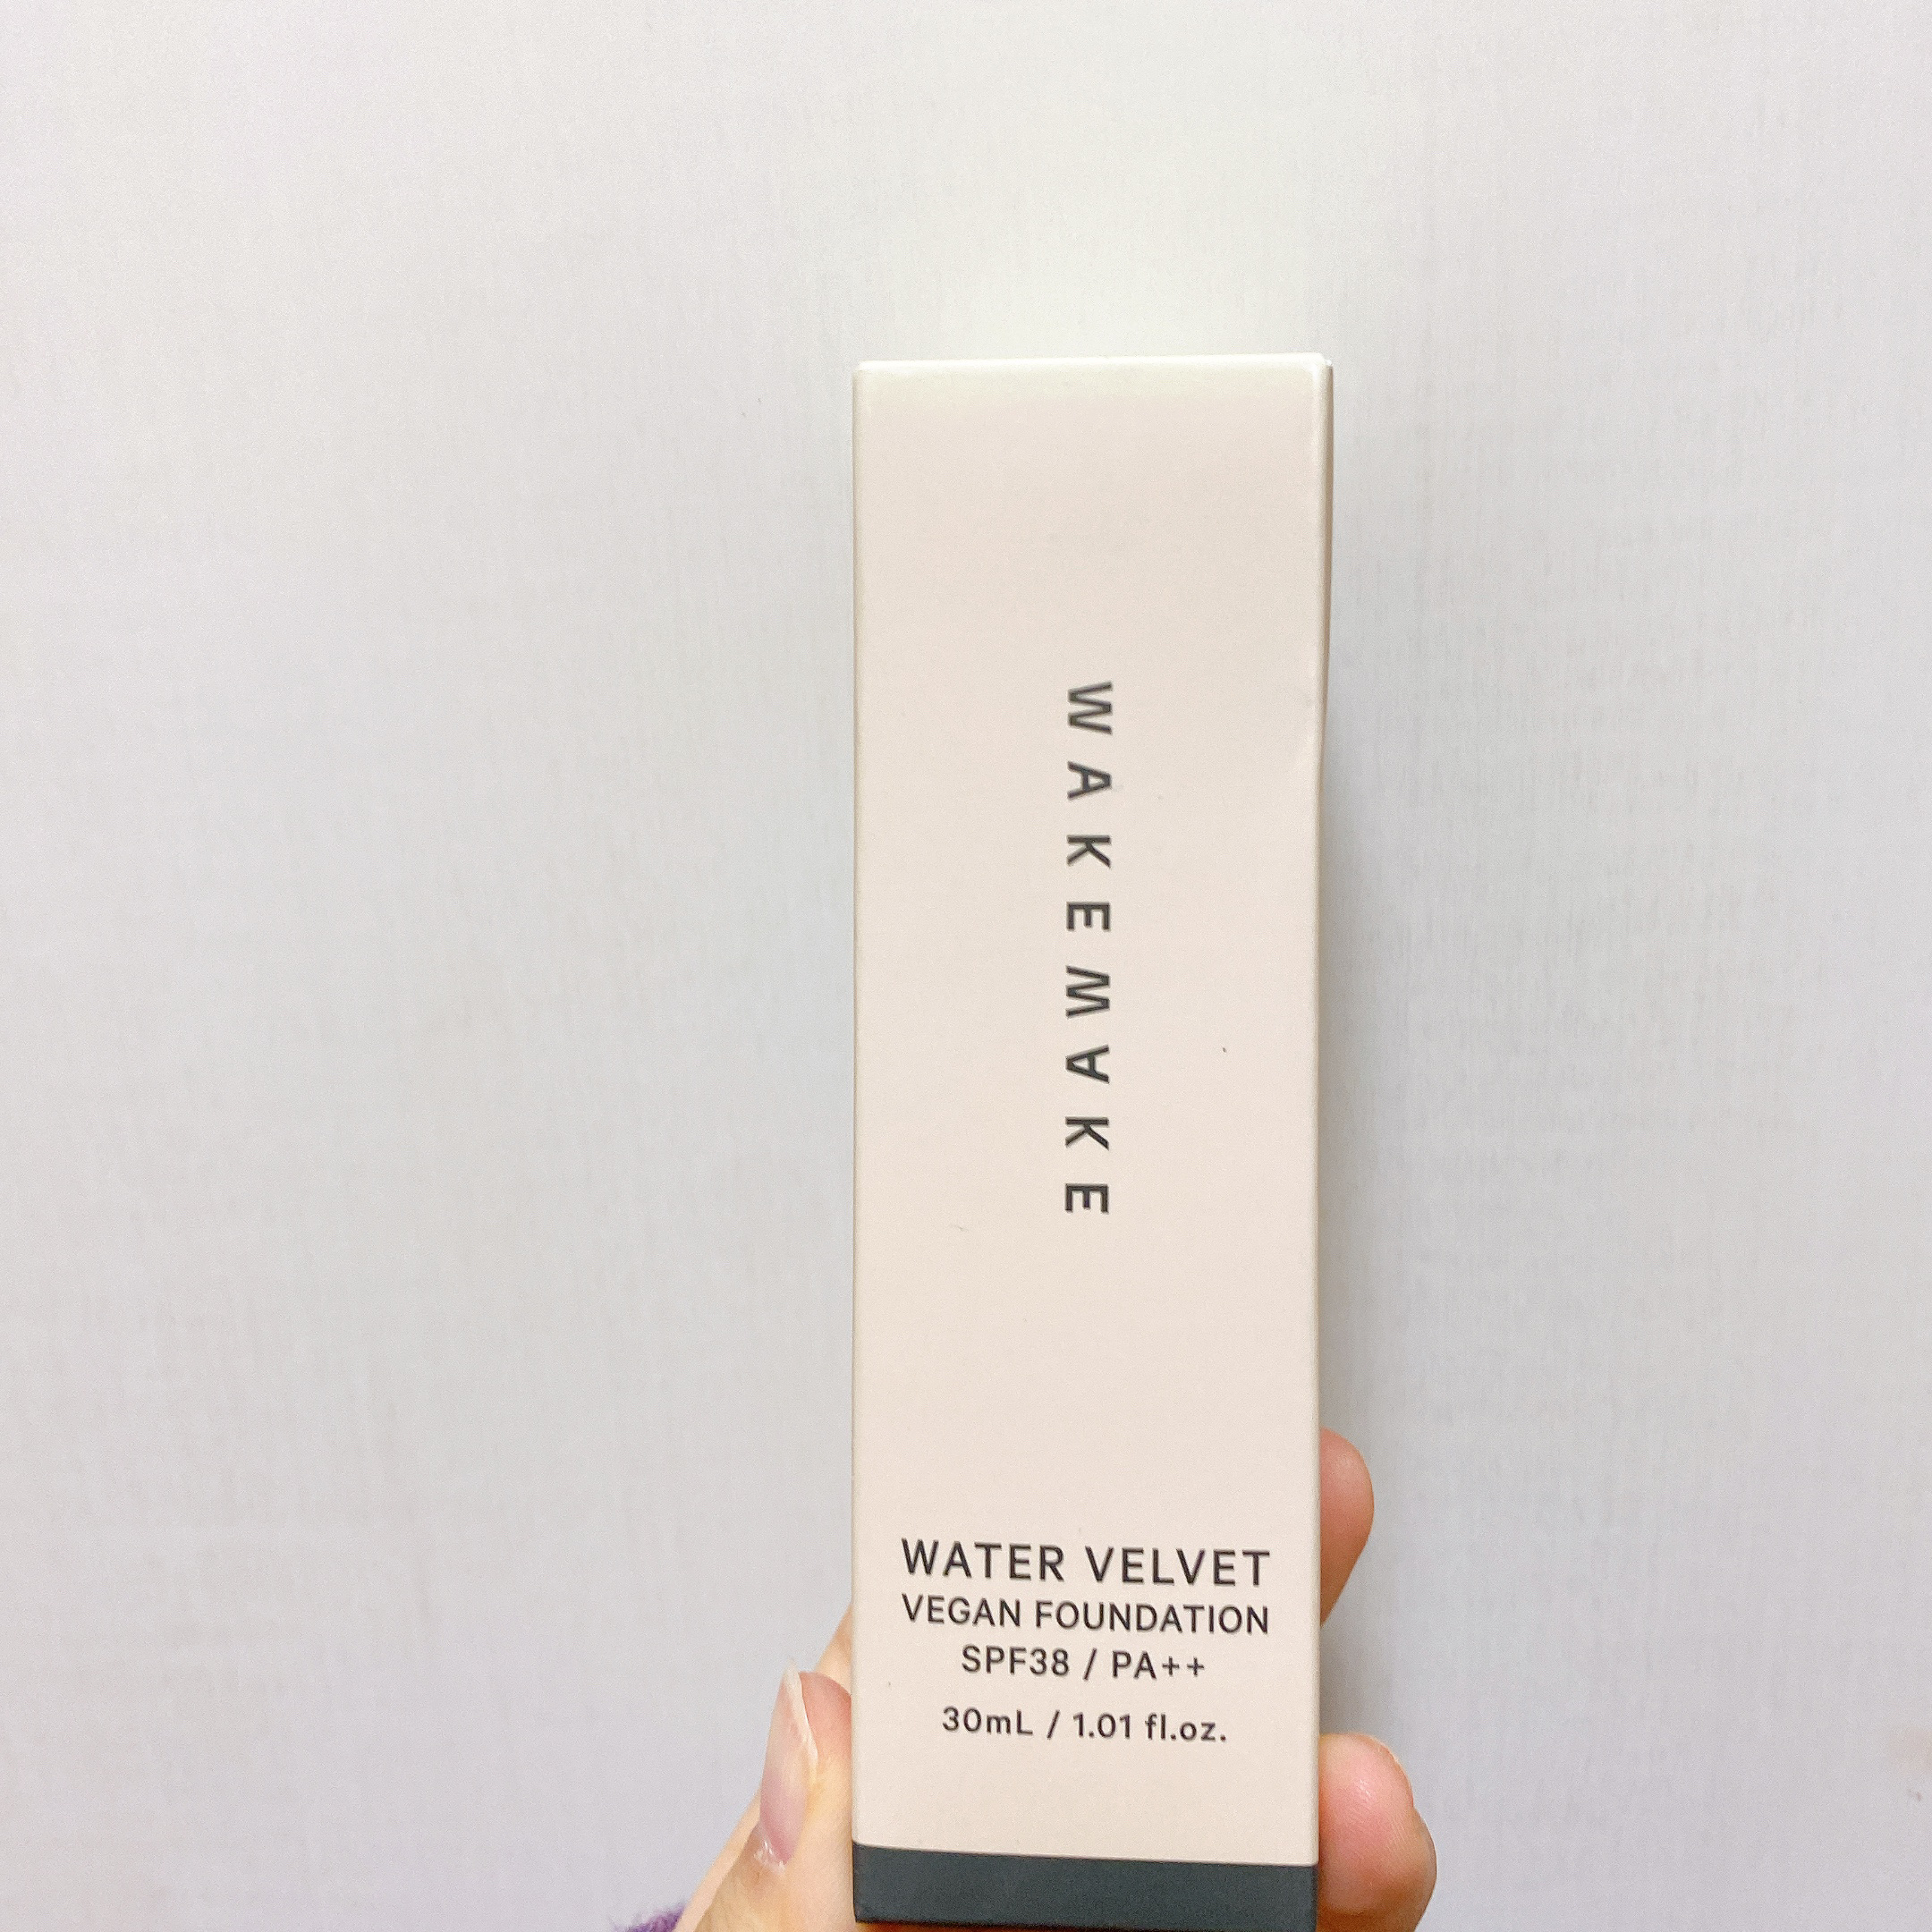 WAKEMAKE
WATER VELVET
VEGAN FOUNDATION
SPF38 / PA++
30mL / 1.01 fl.oz.